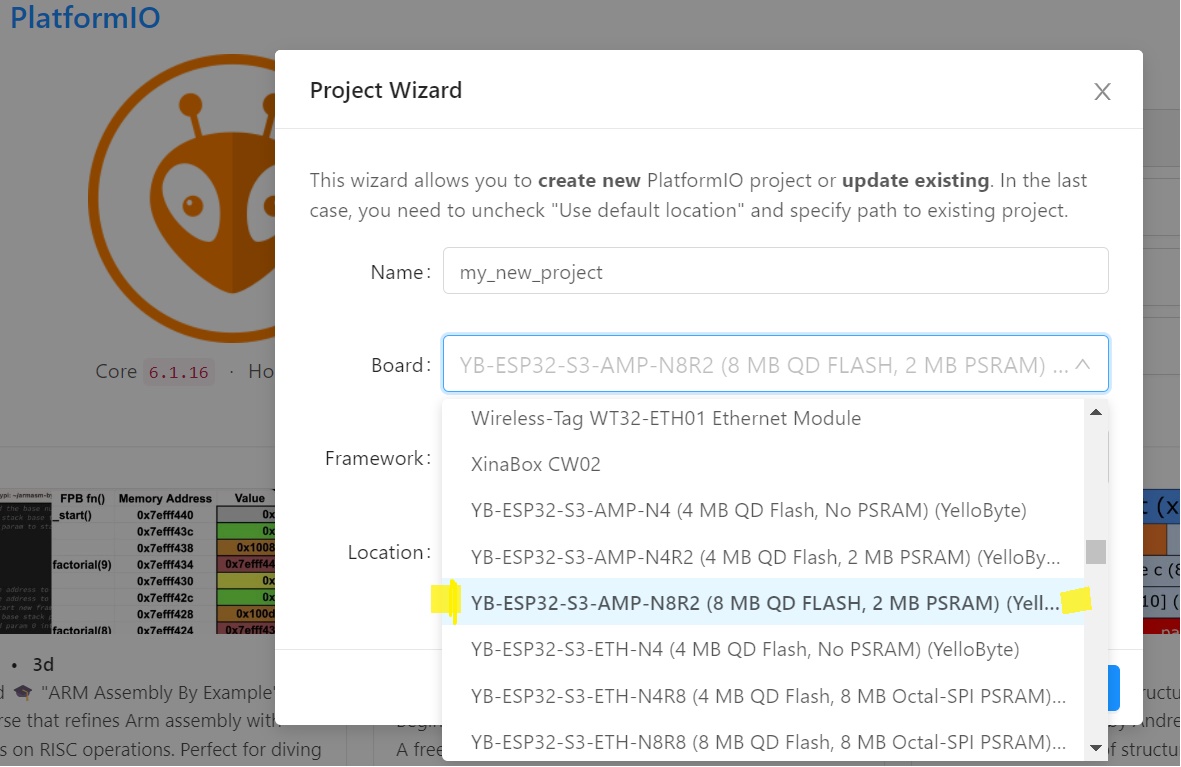 PlatformIO
Project Wizard
This wizard allows you to create new PlatformIO project or update existing. In the last
case, you need to uncheck "Use default location" and specify path to existing project.
Name:
my_new_project
Board:
YB-ESP32-S3-AMP-N8R2 (8 MB QD FLASH, 2 MB PSRAM) ...
Core 6.1.16 · Ho
Wireless-Tag WT32-ETH01 Ethernet Module
Framework:
XinaBox CW02
YB-ESP32-S3-AMP-N4 (4 MB QD Flash, No PSRAM) (YelloByte)
Location:
YB-ESP32-S3-AMP-N4R2 (4 MB QD Flash, 2 MB PSRAM) (YelloBy...
YB-ESP32-S3-AMP-N8R2 (8 MB QD FLASH, 2 MB PSRAM) (Yell...
YB-ESP32-S3-ETH-N4 (4 MB QD Flash, No PSRAM) (YelloByte)
YB-ESP32-S3-ETH-N4R8 (4 MB QD Flash, 8 MB Octal-SPI PSRAM)...
YB-ESP32-S3-ETH-N8R8 (8 MB QD Flash, 8 MB Octal-SPI PSRAM)...
FPB fn() Memory Address Value
_start() 0x7efff440 0x
0x7efff43c 0x
0x7efff438 0x1008
factorial(9) 0x7efff434 0x7efff44
0x7efff430 0x
0x7efff42c 0x
0x7efff428 0x100d
factorial(8) 0x7efff424 0x7efff43
• 3d
d 🎓 "ARM Assembly By Example"
rse that refines Arm assembly with
s on RISC operations. Perfect for diving
A free
of structu